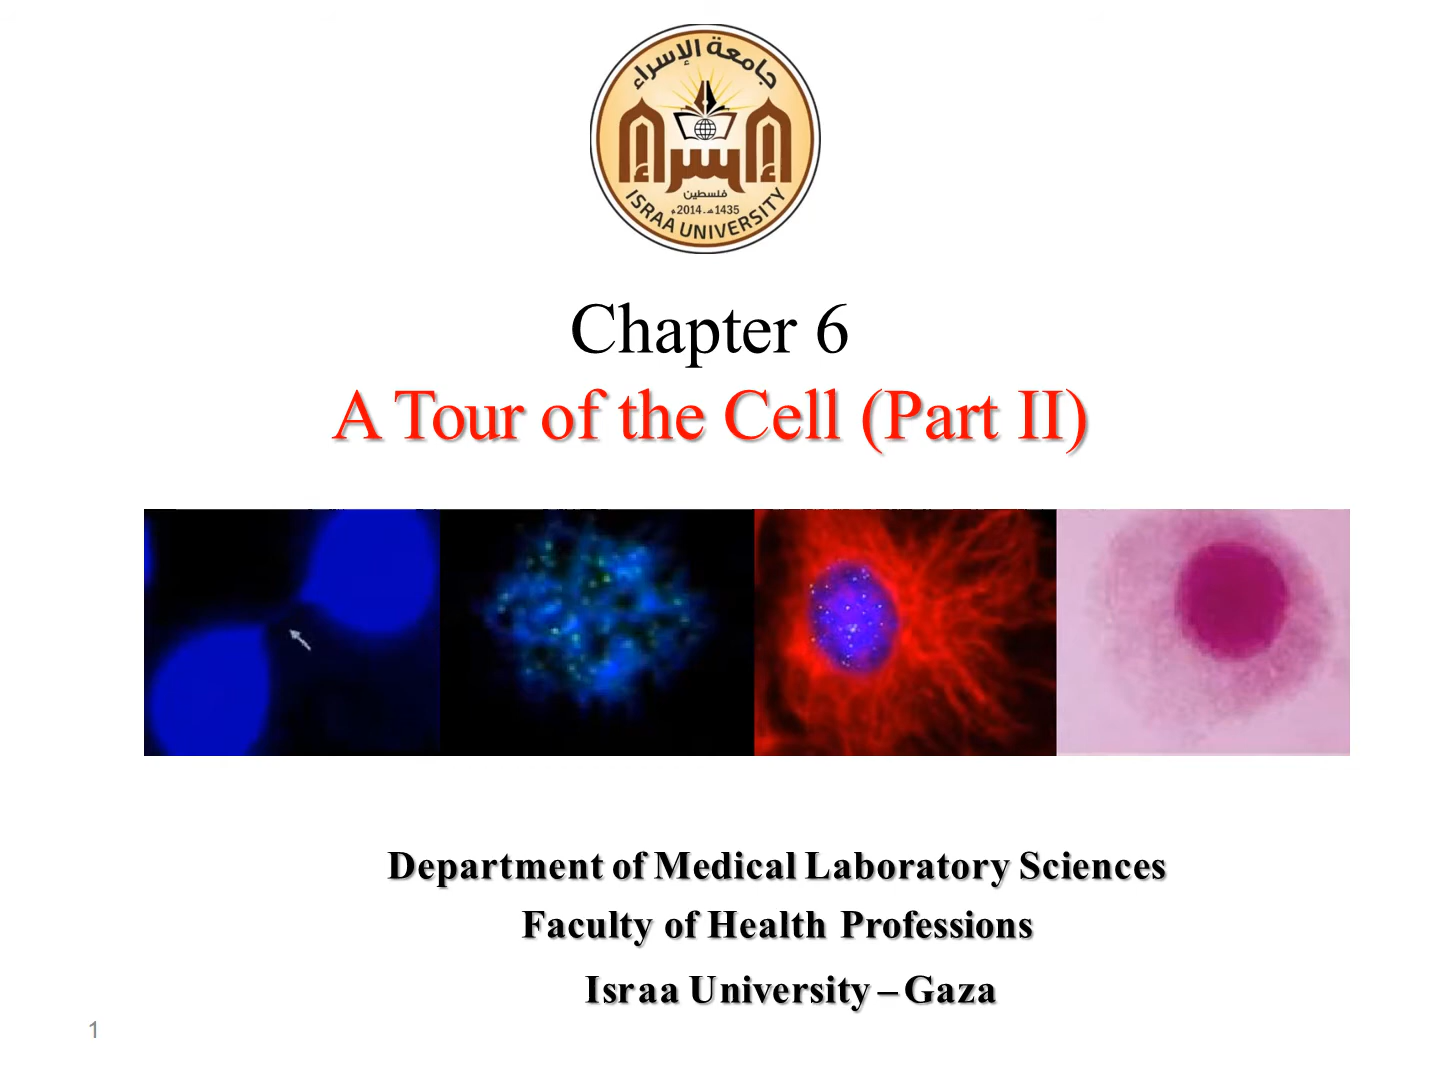 جامعة الإسراء
إسراء
فلسطين
1435هـ-2014م
ISRAA UNIVERSITY
Chapter 6
A Tour of the Cell (Part II)
Department of Medical Laboratory Sciences
Faculty of Health Professions
Israa University – Gaza
1